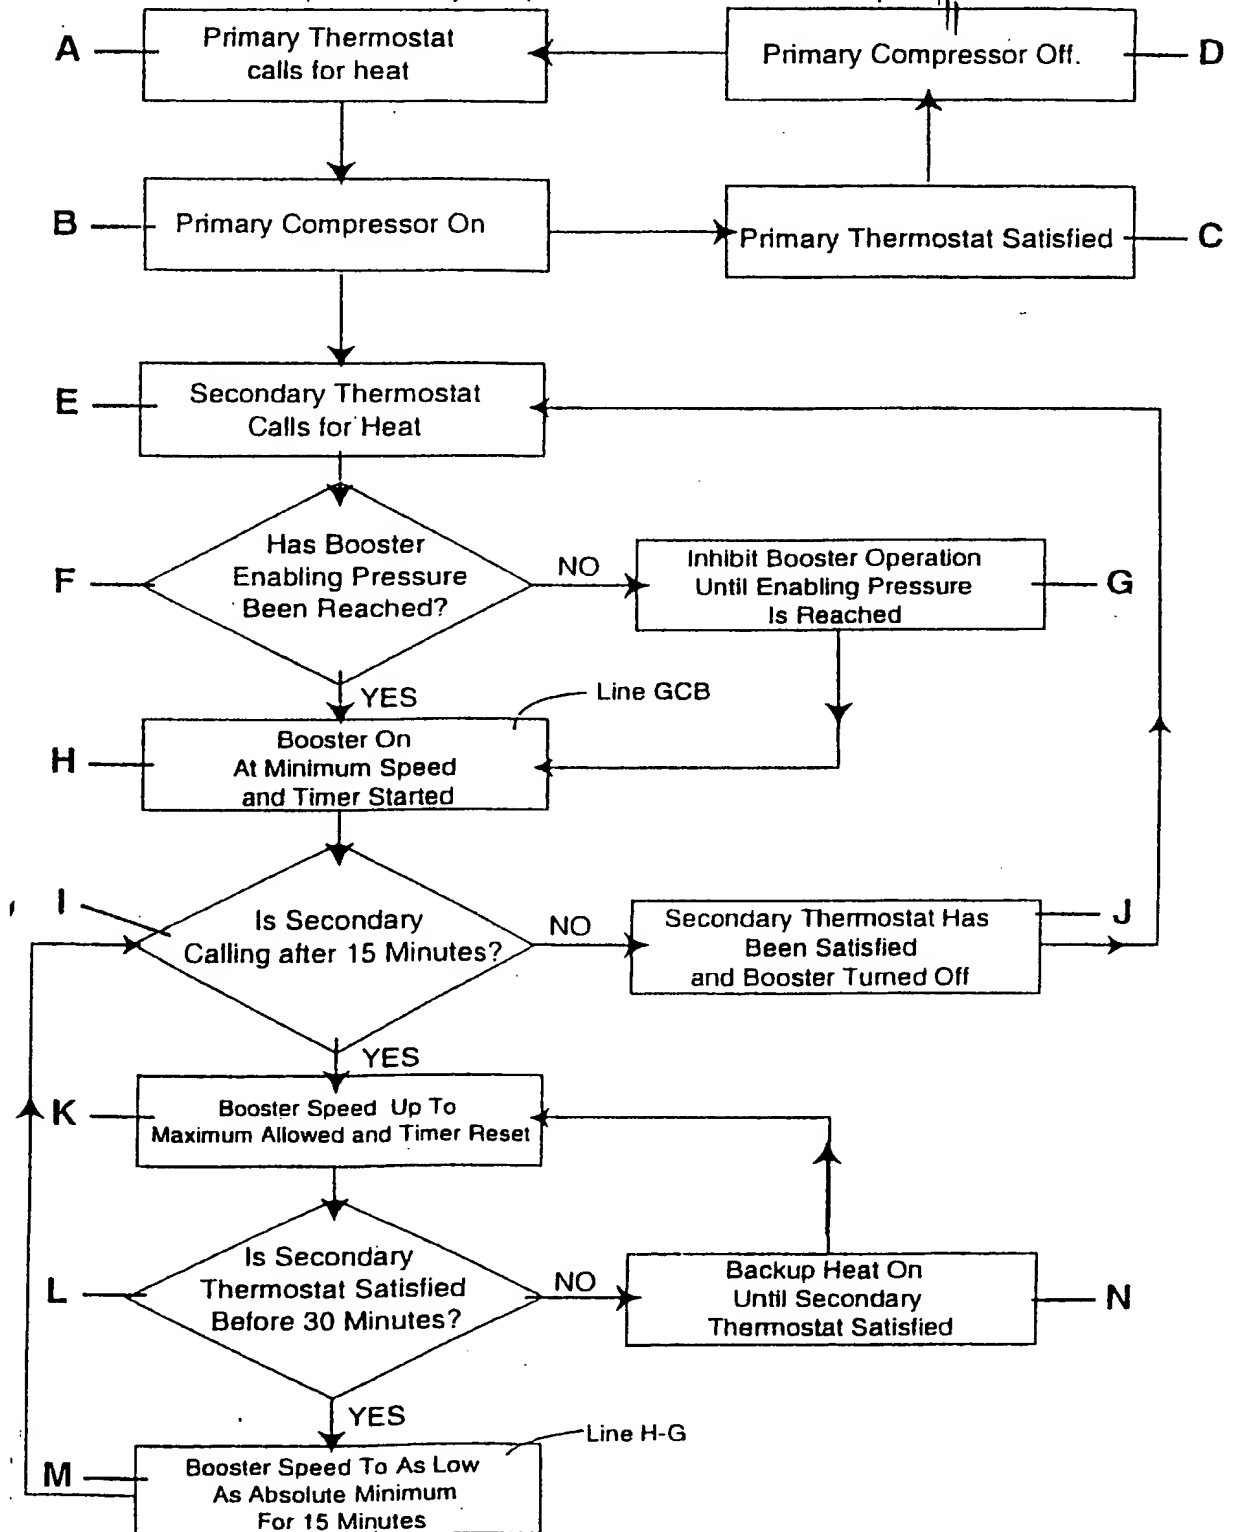 A
Primary Thermostat
calls for heat
Primary Compressor Off.
D
B
Primary Compressor On
Primary Thermostat Satisfied
C
E
Secondary Thermostat
Calls for Heat
F
Has Booster
Enabling Pressure
Been Reached?
NO
Inhibit Booster Operation
Until Enabling Pressure
Is Reached
G
YES
Line GCB
H
Booster On
At Minimum Speed
and Timer Started
I
Is Secondary
Calling after 15 Minutes?
NO
Secondary Thermostat Has
Been Satisfied
and Booster Turned Off
J
YES
K
Booster Speed Up To
Maximum Allowed and Timer Reset
L
Is Secondary
Thermostat Satisfied
Before 30 Minutes?
NO
Backup Heat On
Until Secondary
Thermostat Satisfied
N
YES
Line H-G
M
Booster Speed To As Low
As Absolute Minimum
For 15 Minutes